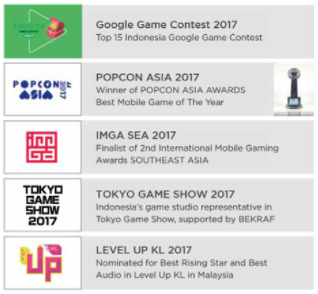 Google Game Contest 2017
Top 15 Indonesia Google Game Contest
POPCON
ASIA 2017
POPCON ASIA 2017
Winner of POPCON ASIA AWARDS
Best Mobile Game of The Year
imga
IMGA SEA 2017
Finalist of 2nd International Mobile Gaming
Awards SOUTHEAST ASIA
TOKYO
GAME
SHOW
2017
TOKYO GAME SHOW 2017
Indonesia's game studio representative in
Tokyo Game Show, supported by BEKRAF
UP
LEVEL UP KL 2017
Nominated for Best Rising Star and Best
Audio in Level Up KL in Malaysia